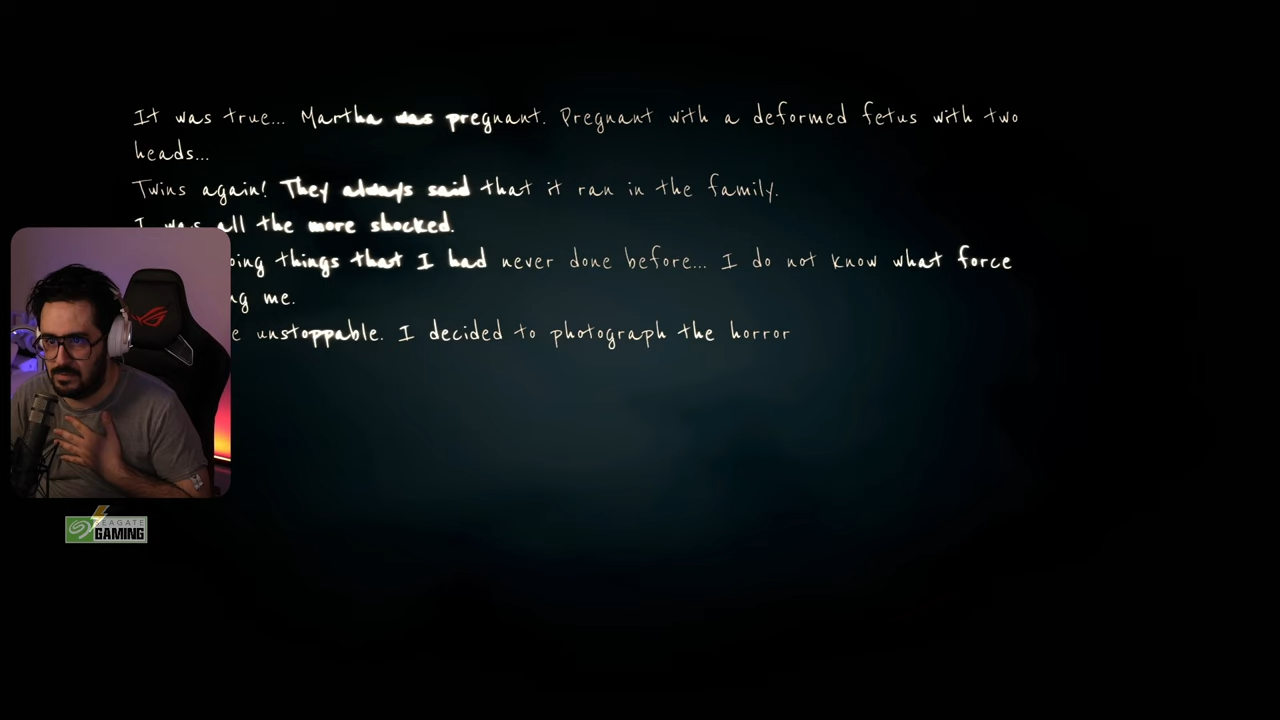 It was true... Martha was pregnant. Pregnant with a deformed fetus with two
heads...
Twins again! They always said that it ran in the family.
I was all the more shocked.
things that I had never done before... I do not know what force
me.
unstoppable. I decided to photograph the horror
SEAGATE
GAMING